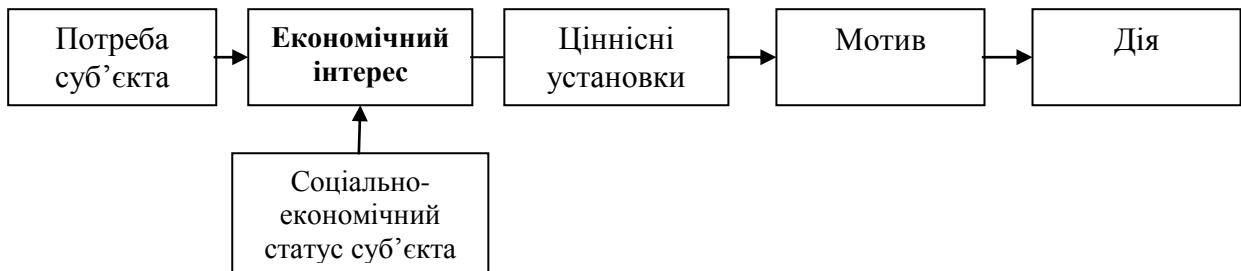 Потреба
суб’єкта
Економічний
інтерес
Ціннісні
установки
Мотив
Дія
Соціально-
економічний
статус суб’єкта